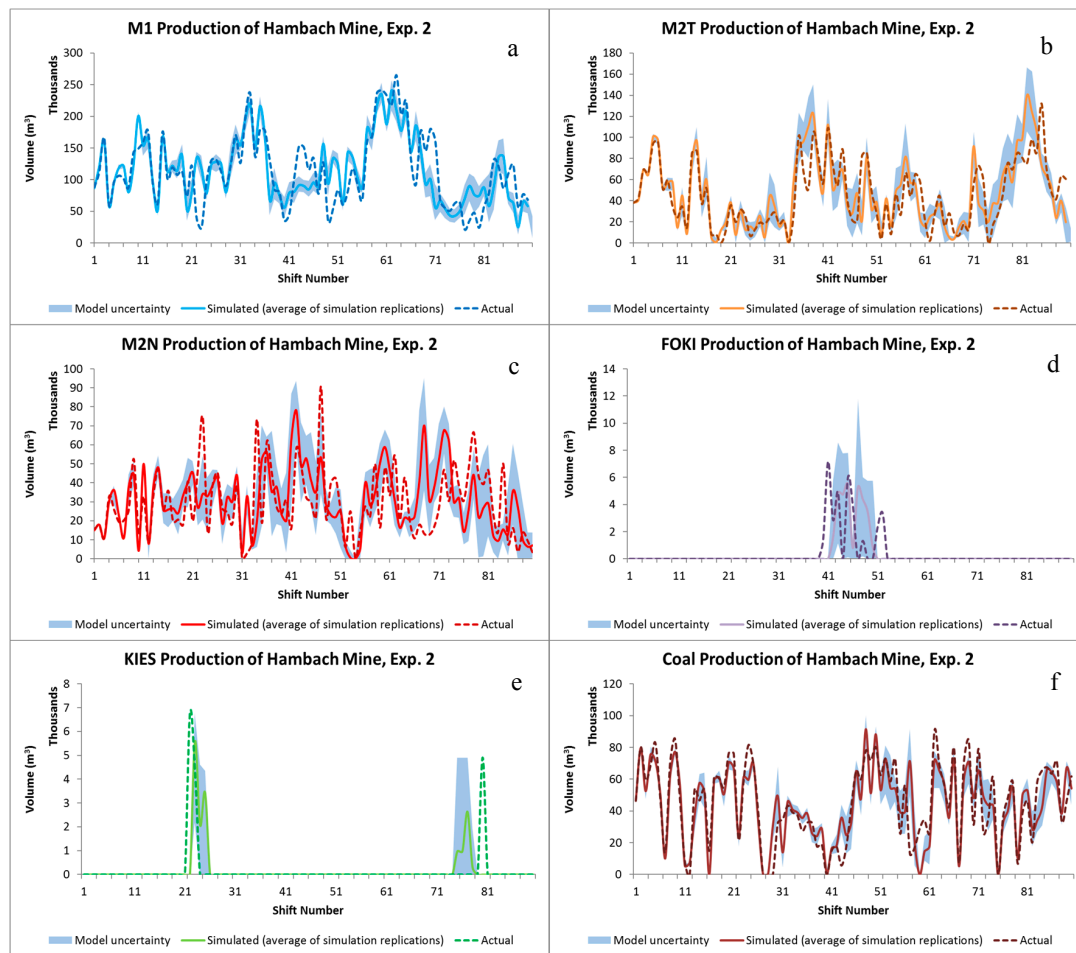 M1 Production of Hambach Mine, Exp. 2
a
Thousands
Volume (m³)
300
250
200
150
100
50
0
1 11 21 31 41 51 61 71 81
Shift Number
Model uncertainty Simulated (average of simulation replications) Actual
M2T Production of Hambach Mine, Exp. 2
b
Thousands
Volume (m³)
180
160
140
120
100
80
60
40
20
0
1 11 21 31 41 51 61 71 81
Shift Number
Model uncertainty Simulated (average of simulation replications) Actual
M2N Production of Hambach Mine, Exp. 2
c
Thousands
Volume (m³)
100
90
80
70
60
50
40
30
20
10
0
1 11 21 31 41 51 61 71 81
Shift Number
Model uncertainty Simulated (average of simulation replications) Actual
FOKI Production of Hambach Mine, Exp. 2
d
Thousands
Volume (m³)
14
12
10
8
6
4
2
0
1 11 21 31 41 51 61 71 81
Shift Number
Model uncertainty Simulated (average of simulation replications) Actual
KIES Production of Hambach Mine, Exp. 2
e
Thousands
Volume (m³)
8
7
6
5
4
3
2
1
0
1 11 21 31 41 51 61 71 81
Shift Number
Model uncertainty Simulated (average of simulation replications) Actual
Coal Production of Hambach Mine, Exp. 2
f
Thousands
Volume (m³)
120
100
80
60
40
20
0
1 11 21 31 41 51 61 71 81
Shift Number
Model uncertainty Simulated (average of simulation replications) Actual